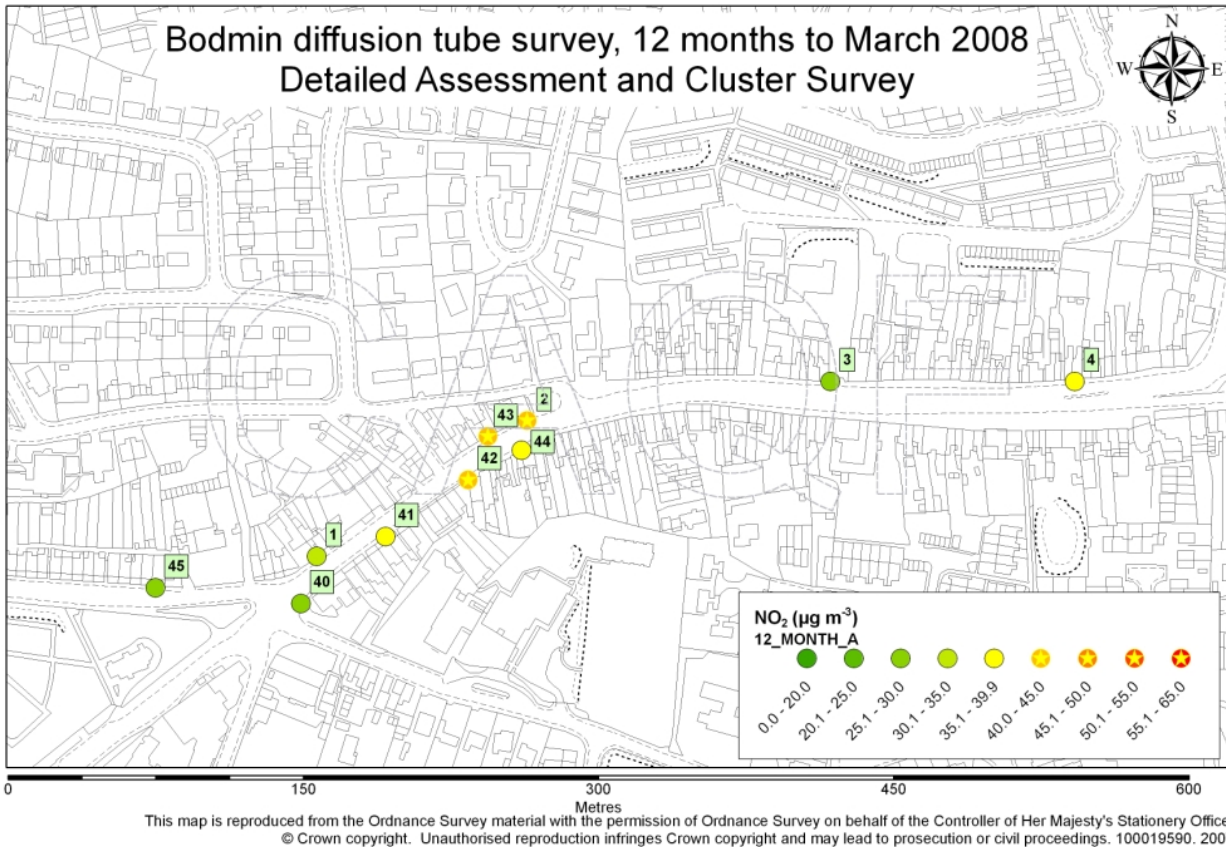 Bodmin diffusion tube survey, 12 months to March 2008
Detailed Assessment and Cluster Survey
N
W E
S
3
4
2
43
44
42
41
1
45
40
NO₂ (µg m⁻³)
12_MONTH_A
0.0 - 20.0
20.1 - 25.0
25.1 - 30.0
30.1 - 35.0
35.1 - 39.9
40.0 - 45.0
45.1 - 50.0
50.1 - 55.0
55.1 - 65.0
0 150 300 450 600
Metres
This map is reproduced from the Ordnance Survey material with the permission of Ordnance Survey on behalf of the Controller of Her Majesty's Stationery Office
© Crown copyright. Unauthorised reproduction infringes Crown copyright and may lead to prosecution or civil proceedings. 100019590. 200